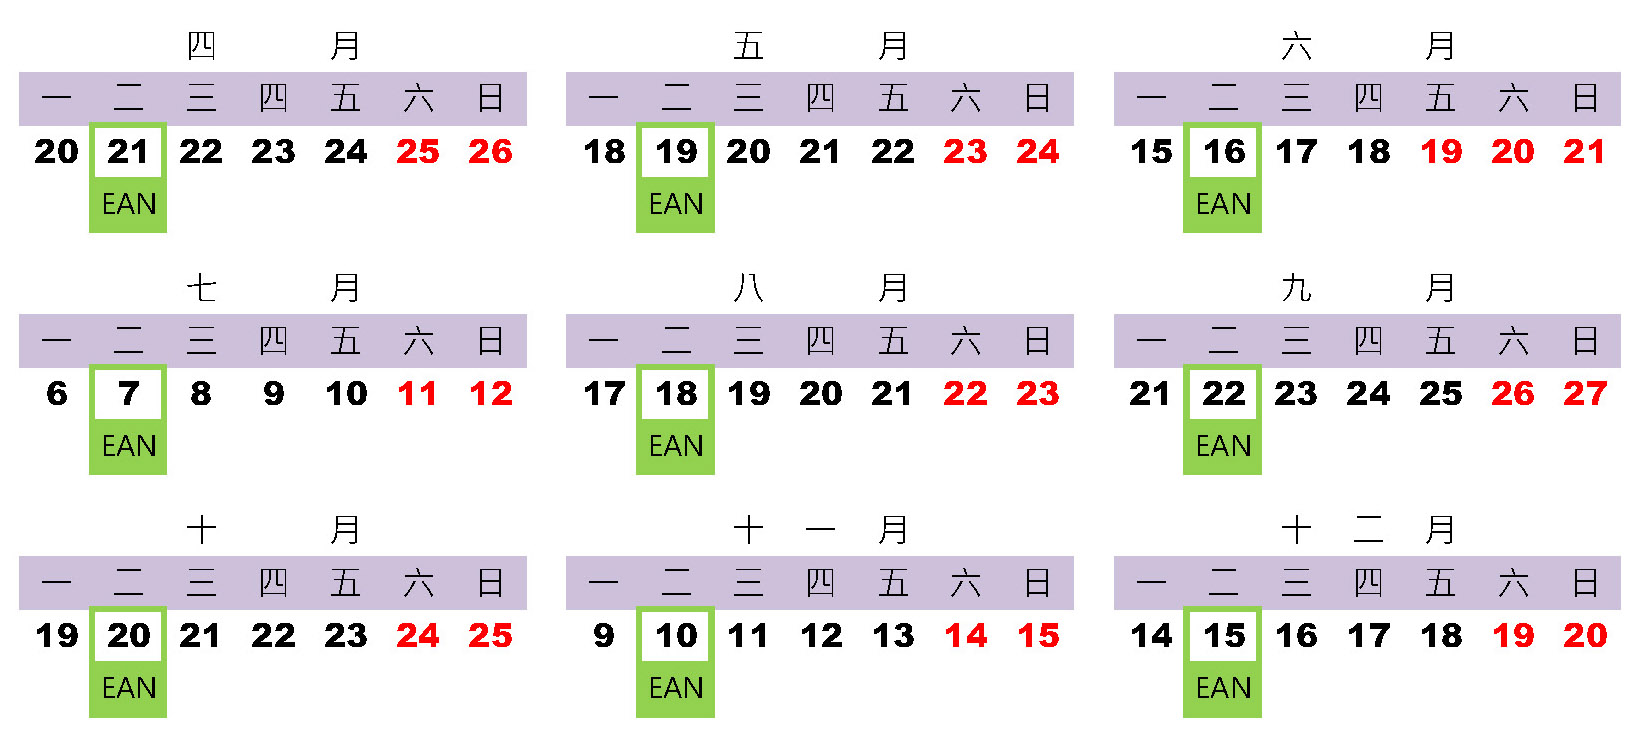 四 月 五 月 六 月
一 二 三 四 五 六 日 一 二 三 四 五 六 日 一 二 三 四 五 六 日
20 21 22 23 24 25 26 18 19 20 21 22 23 24 15 16 17 18 19 20 21
EAN EAN EAN
七 月 八 月 九 月
一 二 三 四 五 六 日 一 二 三 四 五 六 日 一 二 三 四 五 六 日
6 7 8 9 10 11 12 17 18 19 20 21 22 23 21 22 23 24 25 26 27
EAN EAN EAN
十 月 十 一 月 十 二 月
一 二 三 四 五 六 日 一 二 三 四 五 六 日 一 二 三 四 五 六 日
19 20 21 22 23 24 25 9 10 11 12 13 14 15 14 15 16 17 18 19 20
EAN EAN EAN